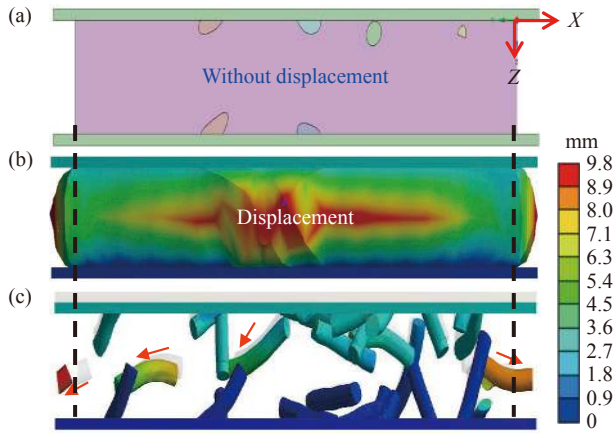 (a)
X
Without displacement
Z
(b)
Displacement
(c)
mm
9.8
8.9
8.0
7.1
6.3
5.4
4.5
3.6
2.7
1.8
0.9
0